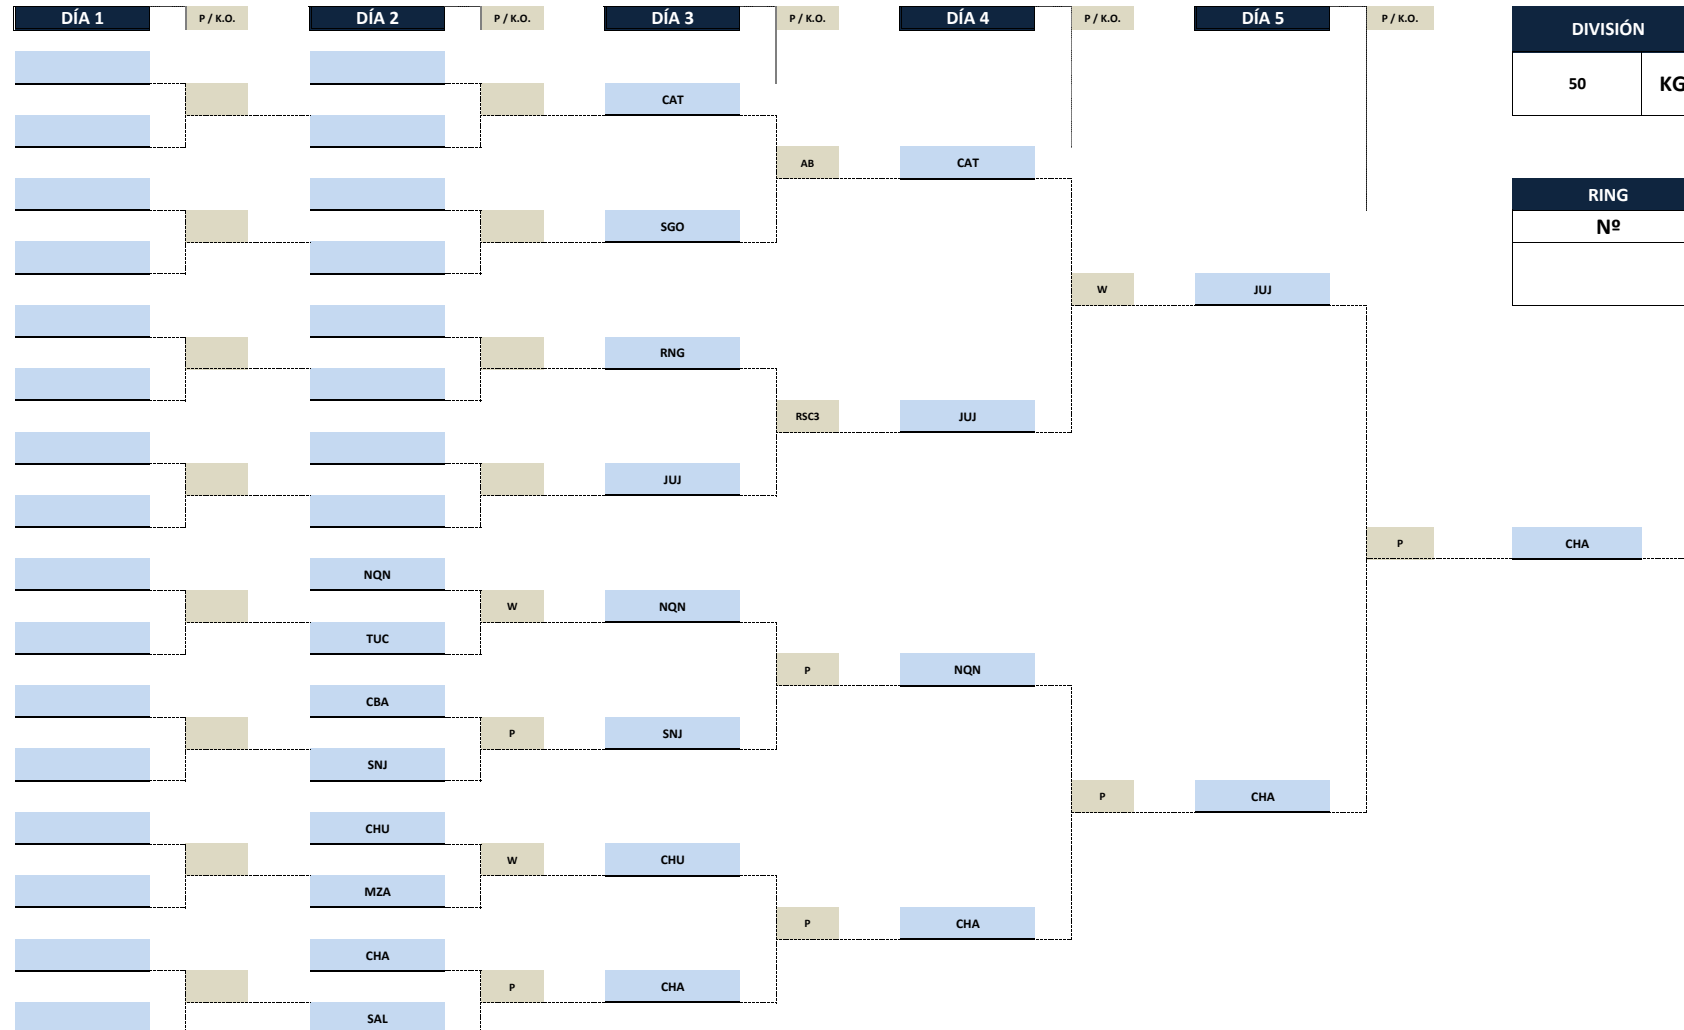 DÍA 1 P / K.O. DÍA 2 P / K.O. DÍA 3 P / K.O. DÍA 4 P / K.O. DÍA 5 P / K.O. DIVISIÓN
50 KG
CAT
AB CAT
RING
SGO
Nº
W JUJ
RNG
RSC3 JUJ
JUJ
P CHA
NQN
W NQN
TUC
P NQN
CBA
P SNJ
SNJ
P CHA
CHU
W CHU
MZA
P CHA
CHA
P CHA
SAL